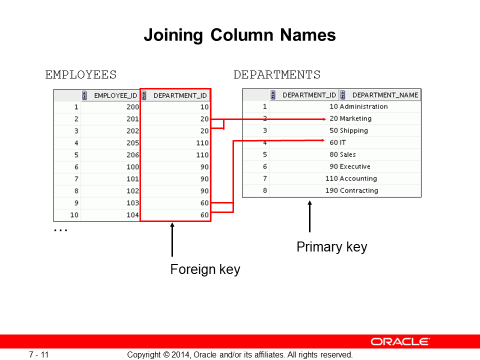 Joining Column Names
EMPLOYEES
EMPLOYEE_ID DEPARTMENT_ID
1 200 10
2 201 20
3 202 20
4 205 110
5 206 110
6 100 90
7 101 90
8 102 90
9 103 60
10 104 60
…
Foreign key
DEPARTMENTS
DEPARTMENT_ID DEPARTMENT_NAME
1 10 Administration
2 20 Marketing
3 50 Shipping
4 60 IT
5 80 Sales
6 90 Executive
7 110 Accounting
8 190 Contracting
Primary key
ORACLE
7 - 11 Copyright © 2014, Oracle and/or its affiliates. All rights reserved.